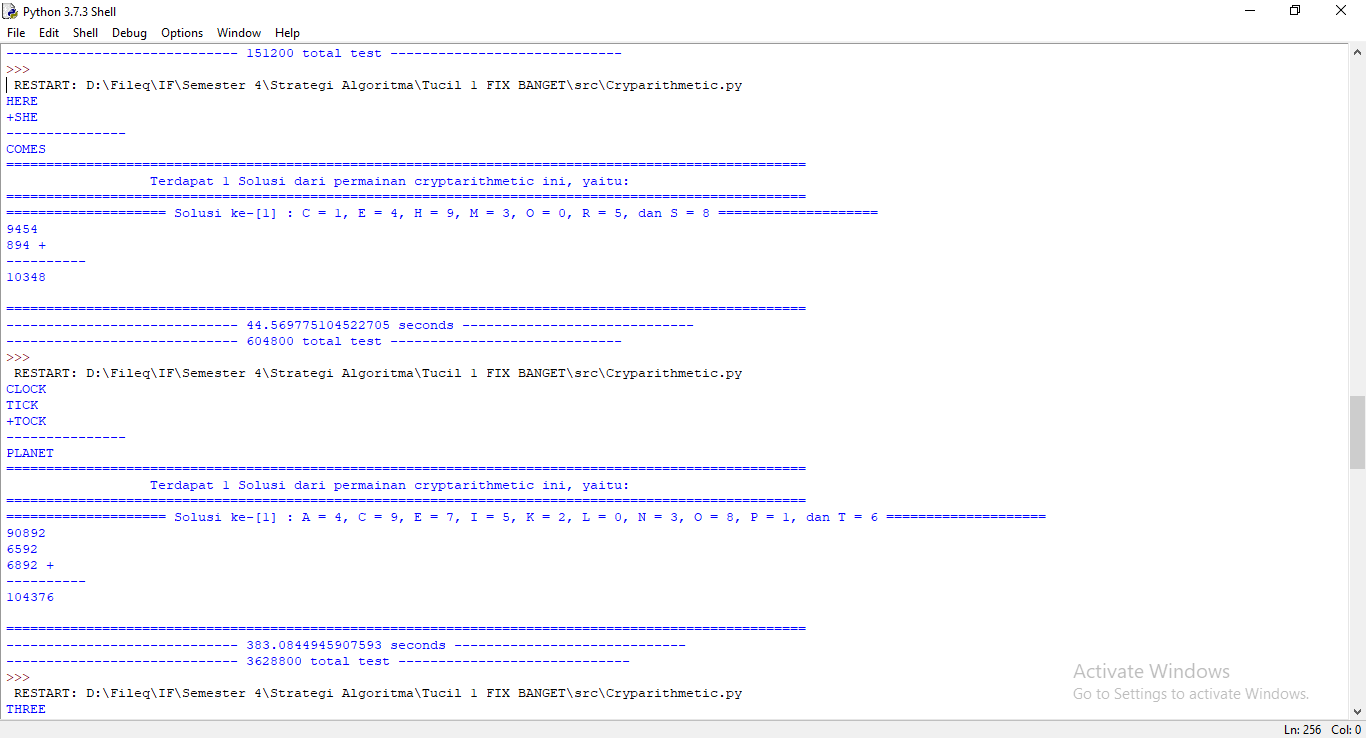 Python 3.7.3 Shell
File Edit Shell Debug Options Window Help
----------------------------- 151200 total test -----------------------------
>>>
RESTART: D:\Fileq\IF\Semester 4\Strategi Algoritma\Tucil 1 FIX BANGET\src\Cryparithmetic.py
HERE
+SHE
---------------
COMES
====================================================================================================
Terdapat 1 Solusi dari permainan cryptarithmetic ini, yaitu:
====================================================================================================
==================== Solusi ke-[1] : C = 1, E = 4, H = 9, M = 3, O = 0, R = 5, dan S = 8 ====================
9454
894 +
----------
10348
====================================================================================================
----------------------------- 44.569775104522705 seconds -----------------------------
----------------------------- 604800 total test -----------------------------
>>>
RESTART: D:\Fileq\IF\Semester 4\Strategi Algoritma\Tucil 1 FIX BANGET\src\Cryparithmetic.py
CLOCK
TICK
+TOCK
---------------
PLANET
====================================================================================================
Terdapat 1 Solusi dari permainan cryptarithmetic ini, yaitu:
====================================================================================================
==================== Solusi ke-[1] : A = 4, C = 9, E = 7, I = 5, K = 2, L = 0, N = 3, O = 8, P = 1, dan T = 6 ====================
90892
6592
6892 +
----------
104376
====================================================================================================
----------------------------- 383.0844945907593 seconds -----------------------------
----------------------------- 3628800 total test -----------------------------
>>>
RESTART: D:\Fileq\IF\Semester 4\Strategi Algoritma\Tucil 1 FIX BANGET\src\Cryparithmetic.py
THREE
Activate Windows
Go to Settings to activate Windows.
Ln: 256 Col: 0